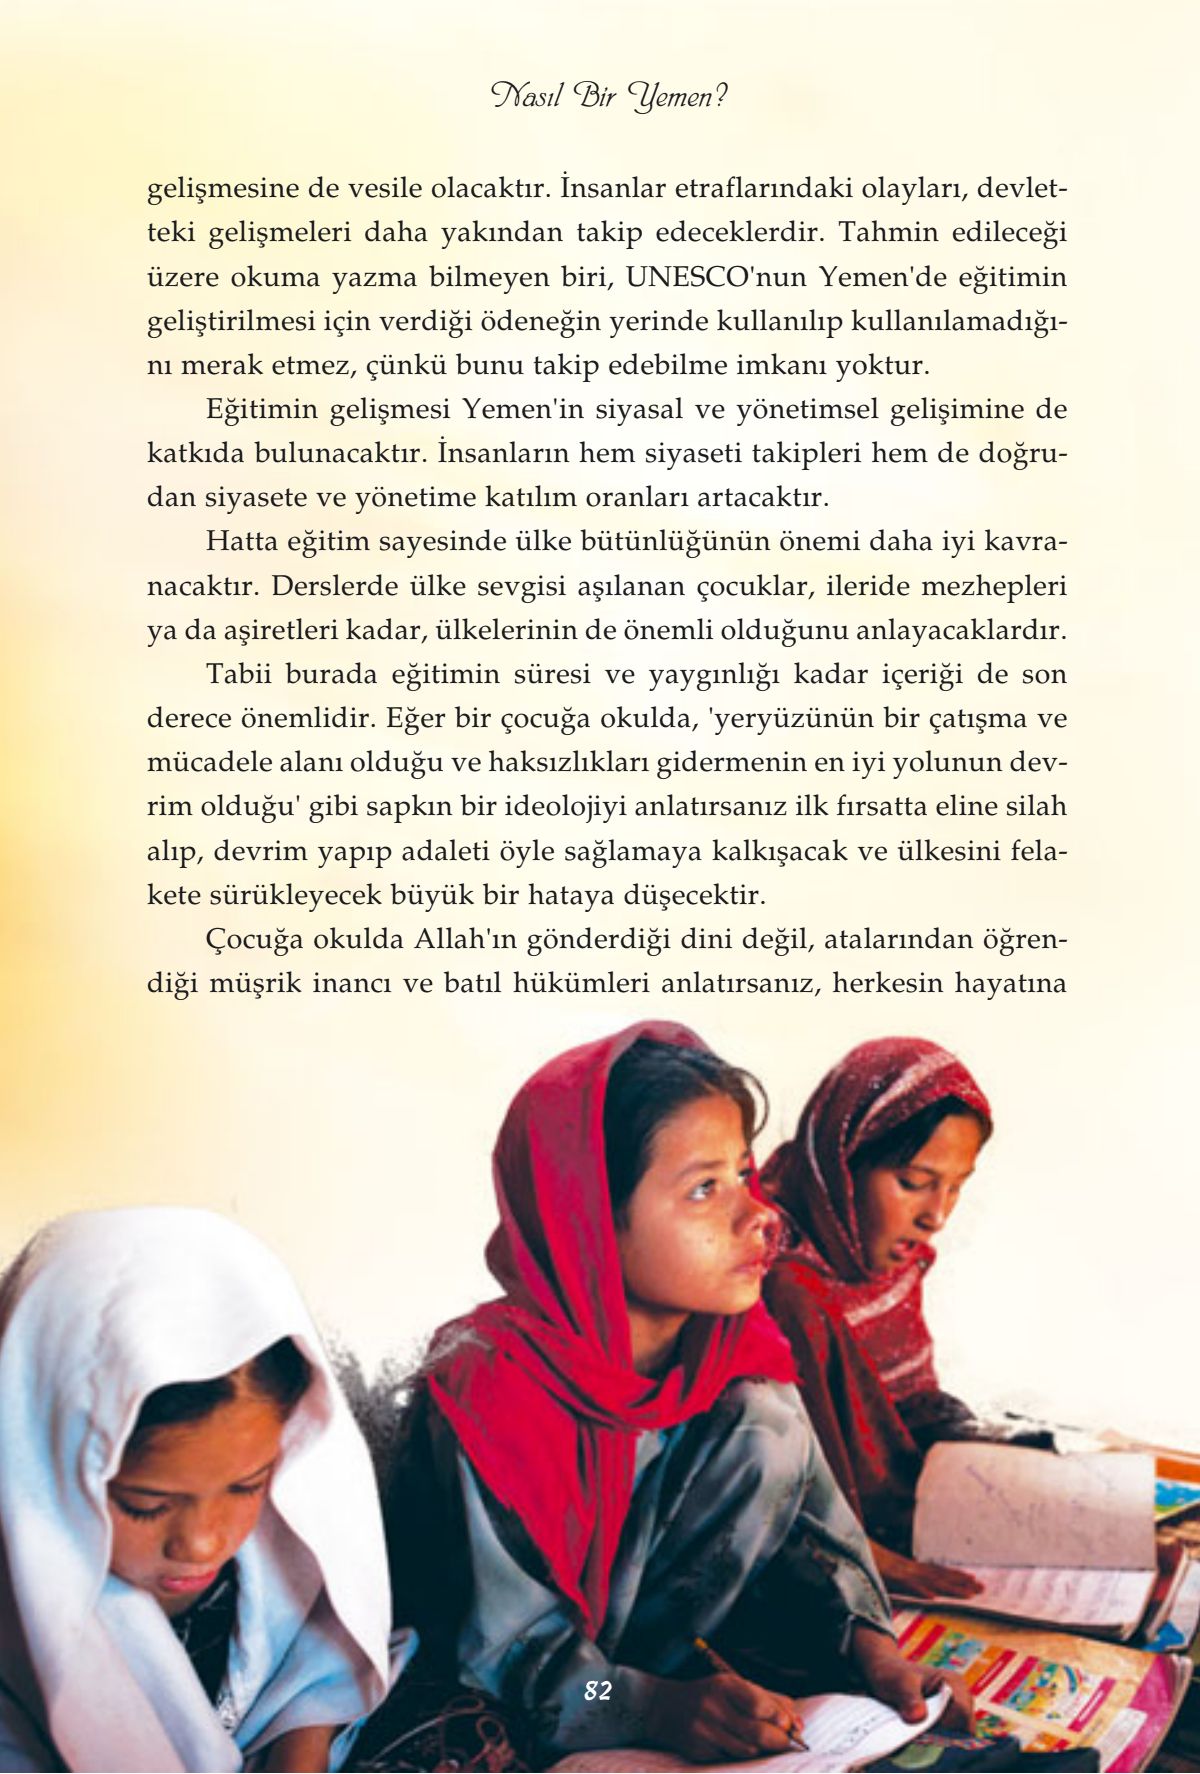 Nasıl Bir Yemen?
gelişmesine de vesile olacaktır. İnsanlar etraflarındaki olayları, devlet-
teki gelişmeleri daha yakından takip edeceklerdir. Tahmin edileceği
üzere okuma yazma bilmeyen biri, UNESCO'nun Yemen'de eğitimin
geliştirilmesi için verdiği ödeneğin yerinde kullanılıp kullanılamadığı-
nı merak etmez, çünkü bunu takip edebilme imkanı yoktur.
Eğitimin gelişmesi Yemen'in siyasal ve yönetimsel gelişimine de
katkıda bulunacaktır. İnsanların hem siyaseti takipleri hem de doğru-
dan siyasete ve yönetime katılım oranları artacaktır.
Hatta eğitim sayesinde ülke bütünlüğünün önemi daha iyi kavra-
nacaktır. Derslerde ülke sevgisi aşılanan çocuklar, ileride mezhepleri
ya da aşiretleri kadar, ülkelerinin de önemli olduğunu anlayacaklardır.
Tabii burada eğitimin süresi ve yaygınlığı kadar içeriği de son
derece önemlidir. Eğer bir çocuğa okulda, 'yeryüzünün bir çatışma ve
mücadele alanı olduğu ve haksızlıkları gidermenin en iyi yolunun dev-
rim olduğu' gibi sapkın bir ideolojiyi anlatırsanız ilk fırsatta eline silah
alıp, devrim yapıp adaleti öyle sağlamaya kalkışacak ve ülkesini fela-
kete sürükleyecek büyük bir hataya düşecektir.
Çocuğa okulda Allah'ın gönderdiği dini değil, atalarından öğren-
diği müşrik inancı ve batıl hükümleri anlatırsanız, herkesin hayatına
82